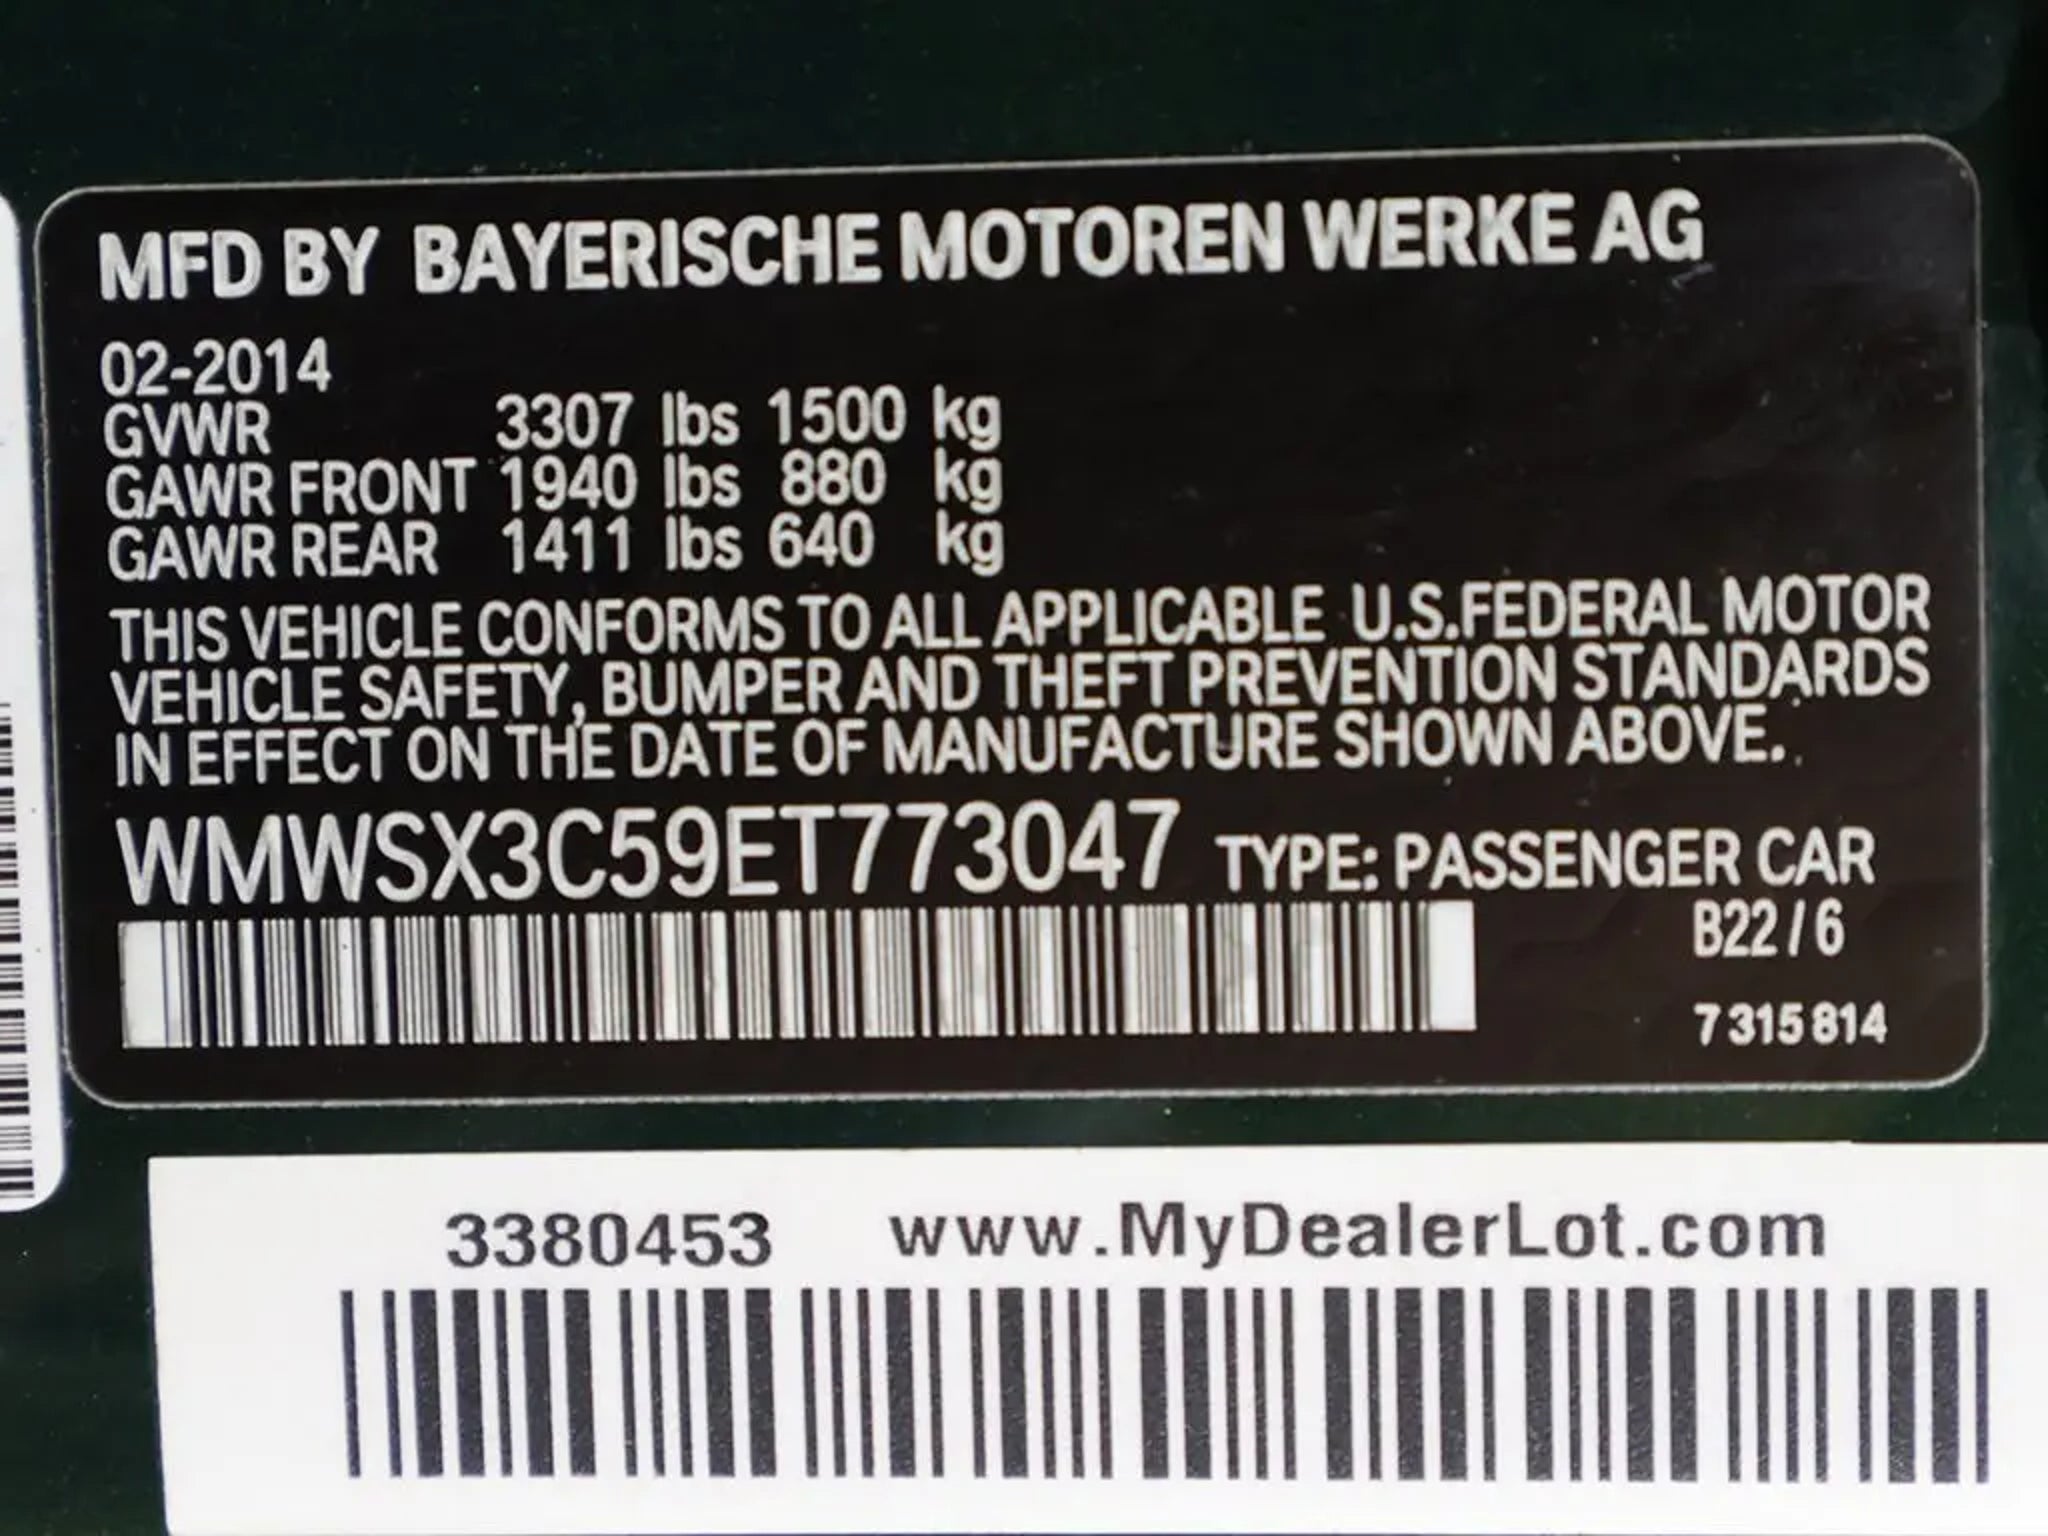 MFD BY BAYERISCHE MOTOREN WERKE AG
02-2014
GVWR 3307 lbs 1500 kg
GAWR FRONT 1940 lbs 880 kg
GAWR REAR 1411 lbs 640 kg
THIS VEHICLE CONFORMS TO ALL APPLICABLE U.S.FEDERAL MOTOR
VEHICLE SAFETY, BUMPER AND THEFT PREVENTION STANDARDS
IN EFFECT ON THE DATE OF MANUFACTURE SHOWN ABOVE.
WMWSX3C59ET773047 TYPE: PASSENGER CAR
B22 / 6
7 315 814
3380453 www.MyDealerLot.com